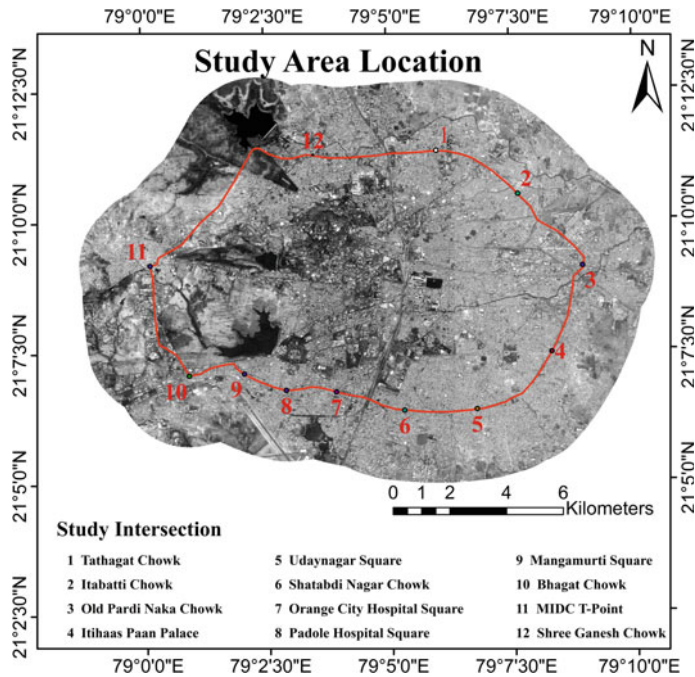 79°0'0"E 79°2'30"E 79°5'0"E 79°7'30"E 79°10'0"E
Study Area Location
N
21°12'30"N 21°12'30"N
12 1
2
21°10'0"N 21°10'0"N
11 3
21°7'30"N 21°7'30"N
4
10 9 8 7 6 5
21°5'0"N 21°5'0"N
0 1 2 4 6
Kilometers
Study Intersection
1 Tathagat Chowk 5 Udaynagar Square 9 Mangamurti Square
2 Itabatti Chowk 6 Shatabdi Nagar Chowk 10 Bhagat Chowk
3 Old Pardi Naka Chowk 7 Orange City Hospital Square 11 MIDC T-Point
4 Itihaas Paan Palace 8 Padole Hospital Square 12 Shree Ganesh Chowk
21°2'30"N 21°2'30"N
79°0'0"E 79°2'30"E 79°5'0"E 79°7'30"E 79°10'0"E